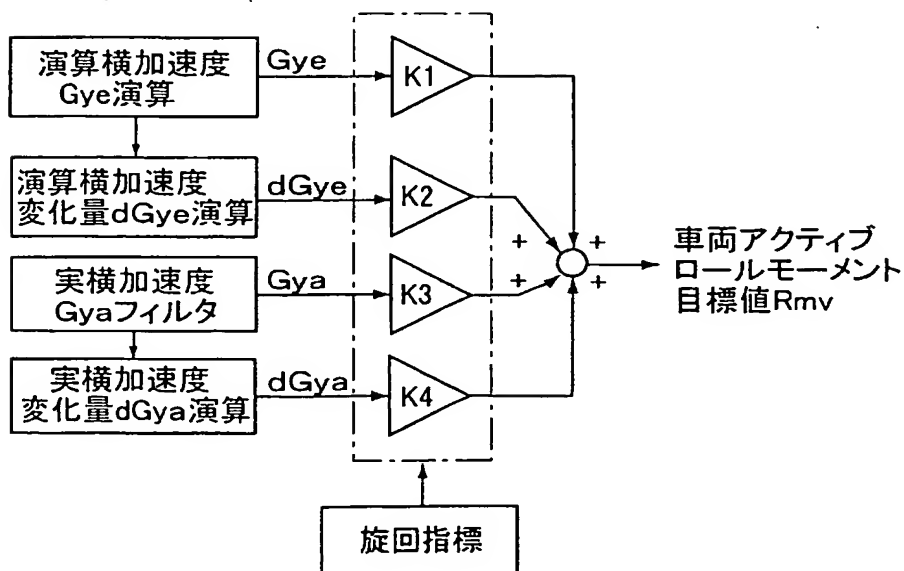 演算横加速度
Gye演算
Gye
K1
演算横加速度
変化量dGye演算
dGye
K2
実横加速度
Gyaフィルタ
Gya
K3
実横加速度
変化量dGya演算
dGya
K4
+
+
+
+
車両アクティブ
ロールモーメント
目標値Rmv
旋回指標